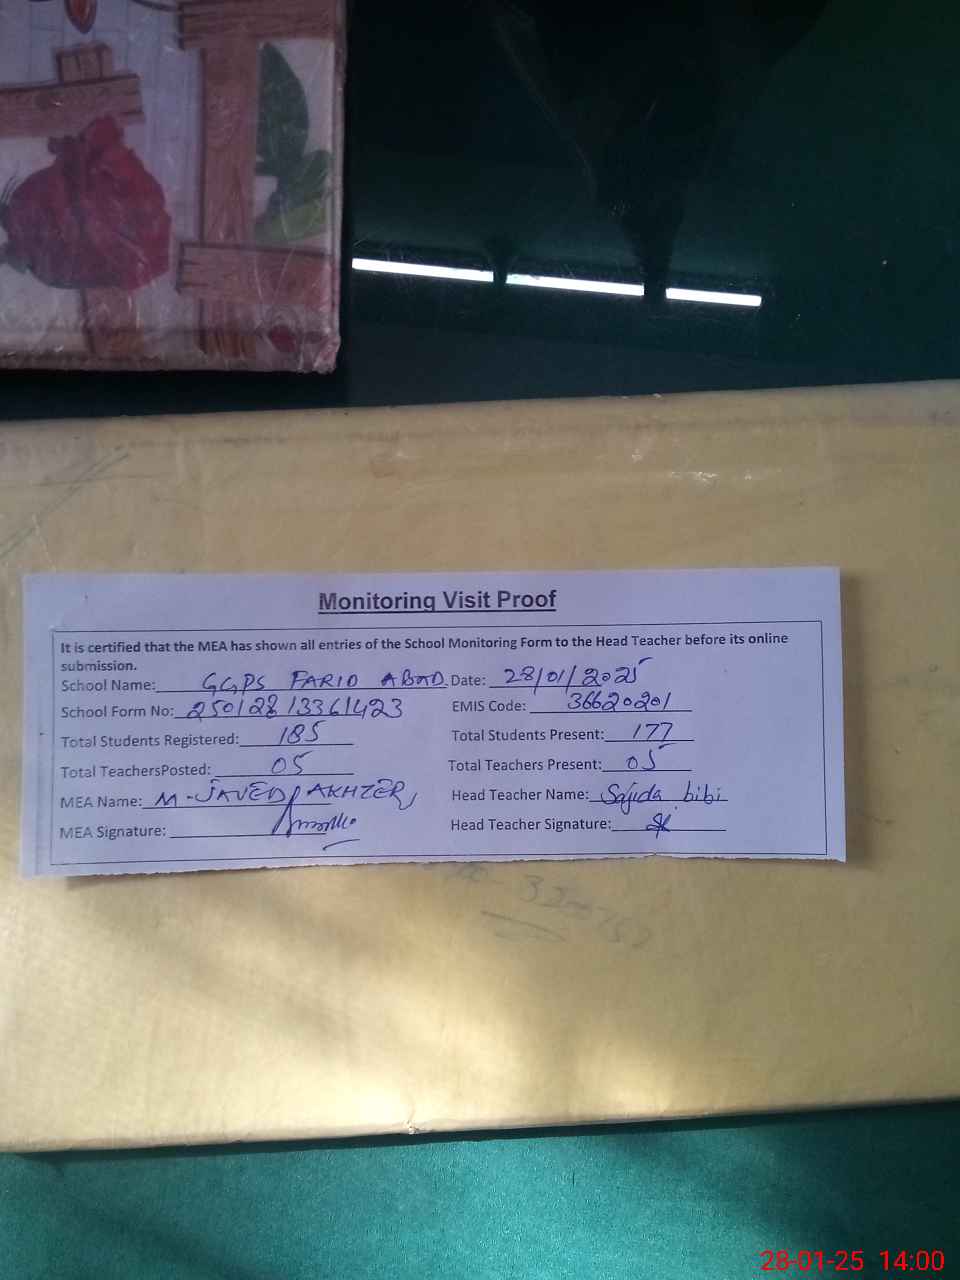 Monitoring Visit Proof
It is certified that the MEA has shown all entries of the School Monitoring Form to the Head Teacher before its online
submission.
School Name: GGPS FARID ABAD Date: 28/01/2025
School Form No: 25012813361423 EMIS Code: 36620201
Total Students Registered: 185 Total Students Present: 177
Total TeachersPosted: 05 Total Teachers Present: 05
MEA Name: M-JAVED AKHTER, Head Teacher Name: Sajida bibi
MEA Signature: Head Teacher Signature:
28-01-25 14:00